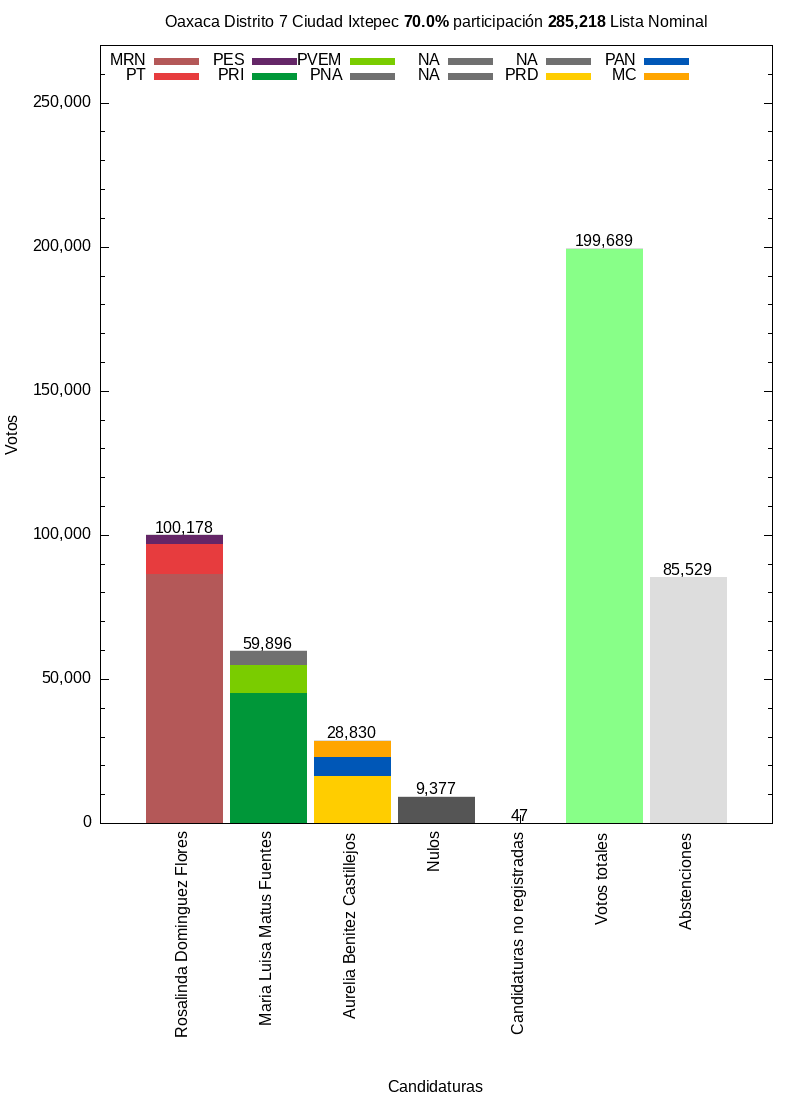 Oaxaca Distrito 7 Ciudad Ixtepec 70.0% participación 285,218 Lista Nominal
MRN PES PVEM NA NA PAN
PT PRI PNA NA PRD MC
250,000
200,000
150,000
100,000
50,000
0
Votos
100,178
59,896
28,830
9,377
47
199,689
85,529
Rosalinda Dominguez Flores
Maria Luisa Matus Fuentes
Aurelia Benitez Castillejos
Nulos
Candidaturas no registradas
Votos totales
Abstenciones
Candidaturas